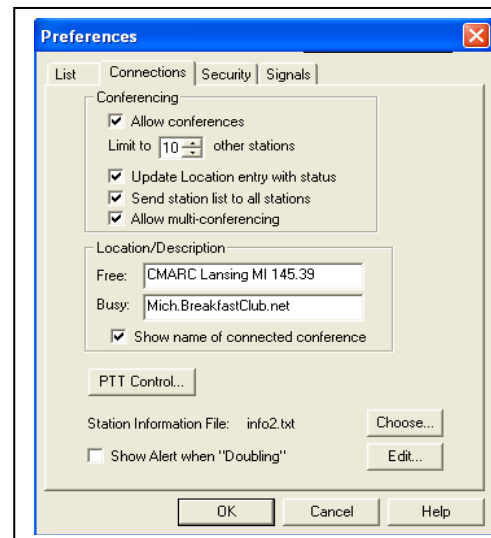 Preferences
List Connections Security Signals
Conferencing
Allow conferences
Limit to 10 other stations
Update Location entry with status
Send station list to all stations
Allow multi-conferencing
Location/Description
Free: CMARC Lansing MI 145.39
Busy: Mich.BreakfastClub.net
Show name of connected conference
PTT Control...
Station Information File: info2.txt Choose...
Show Alert when "Doubling" Edit...
OK Cancel Help